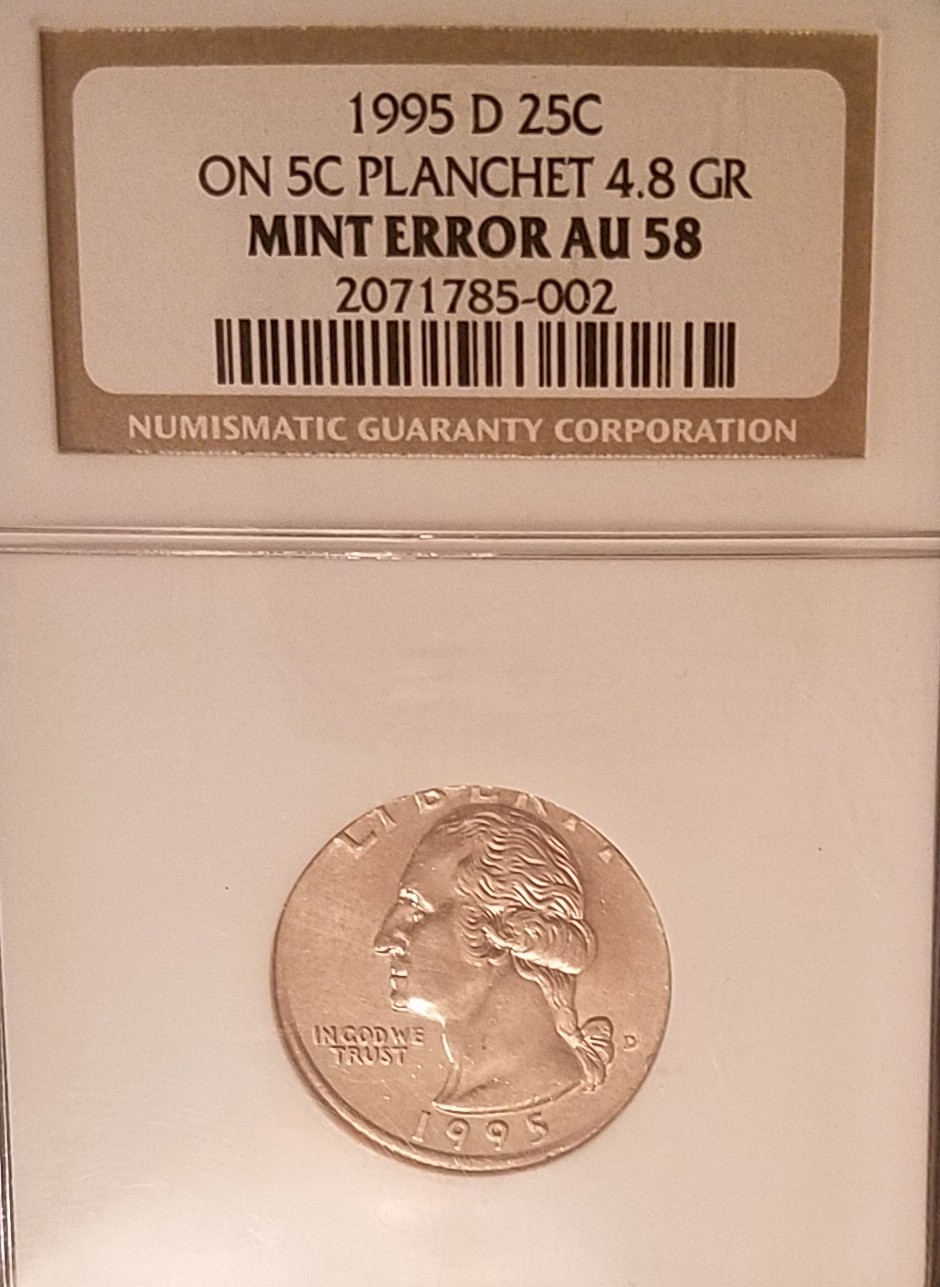 1995 D 25C
ON 5C PLANCHET 4.8 GR
MINT ERROR AU 58
2071785-002
NUMISMATIC GUARANTY CORPORATION
LIBERTY
IN GOD WE
TRUST
D
1995